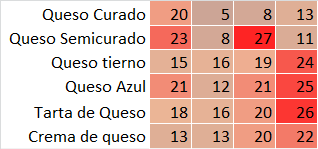 Queso Curado 20 5 8 13
Queso Semicurado 23 8 27 11
Queso tierno 15 16 19 24
Queso Azul 21 12 21 25
Tarta de Queso 18 16 20 26
Crema de queso 13 13 20 22